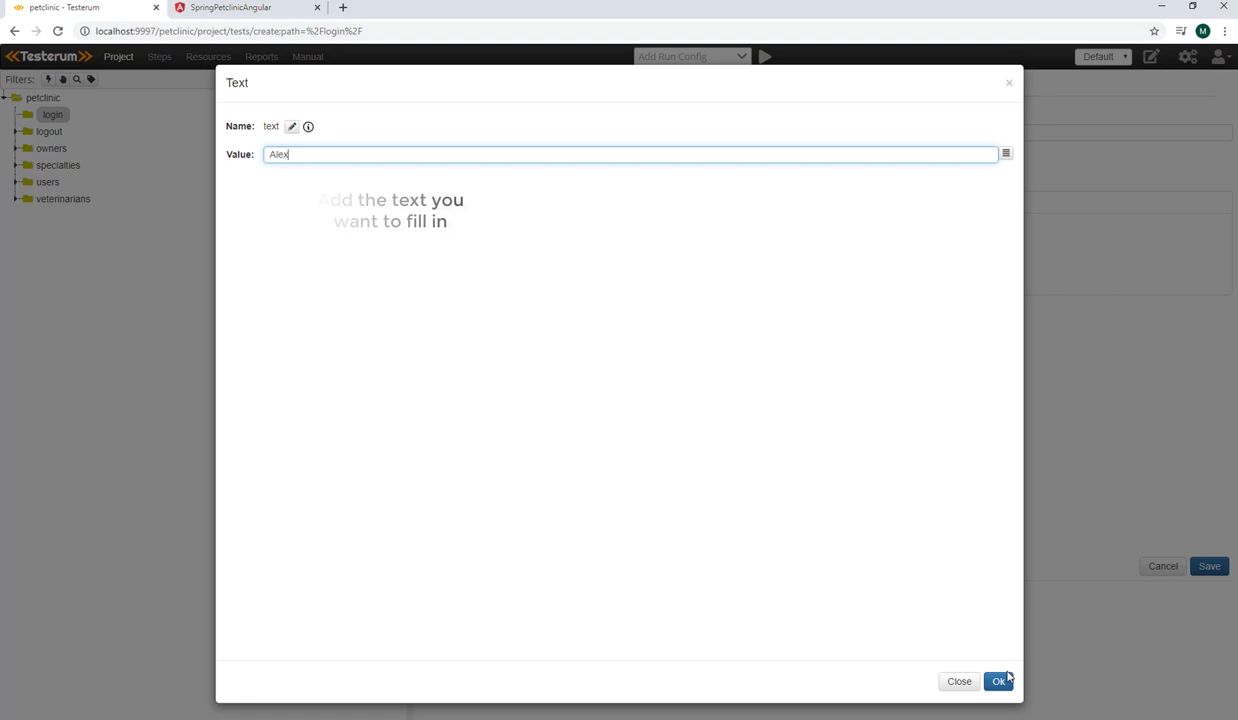 petclinic - Testerum
SpringPetclinicAngular
localhost:9997/petclinic/project/tests/create;path=%2Flogin%2F
M
Testerum Project Steps Resources Reports Manual
Add Run Config
Default
Filters:
petclinic
login
logout
owners
specialties
users
veterinarians
Text
Name: text
Value: Alex
Add the text you
want to fill in
Cancel Save
Close Ok